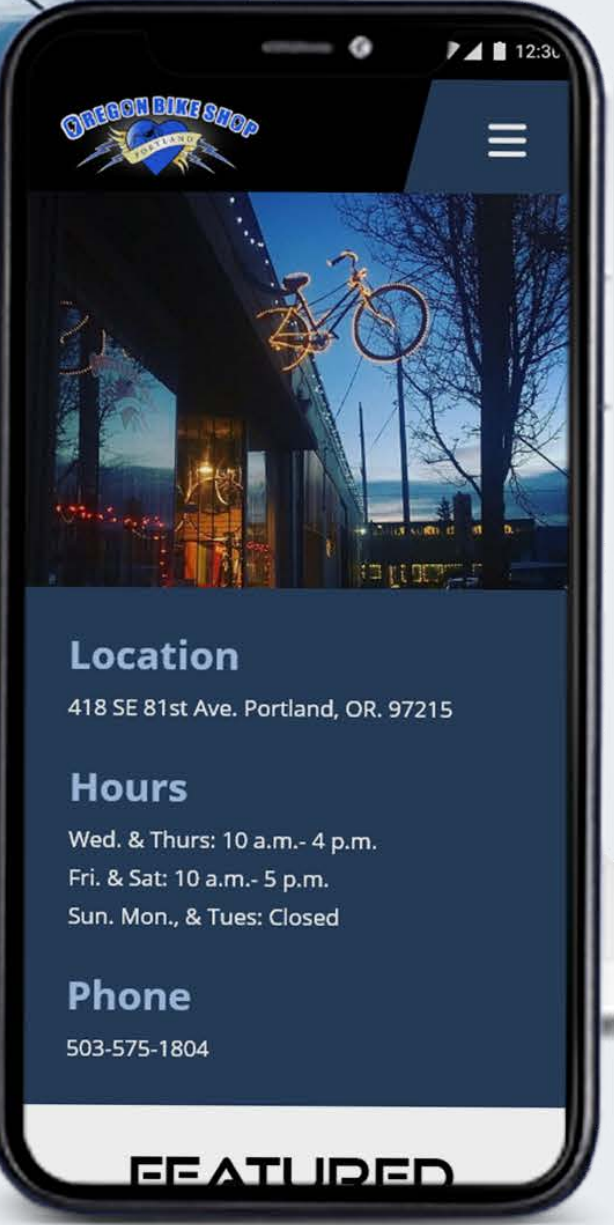 12:30
OREGON BIKE SHOP
PORTLAND
Location
418 SE 81st Ave. Portland, OR. 97215
Hours
Wed. & Thurs: 10 a.m.- 4 p.m.
Fri. & Sat: 10 a.m.- 5 p.m.
Sun. Mon., & Tues: Closed
Phone
503-575-1804
FEATURED